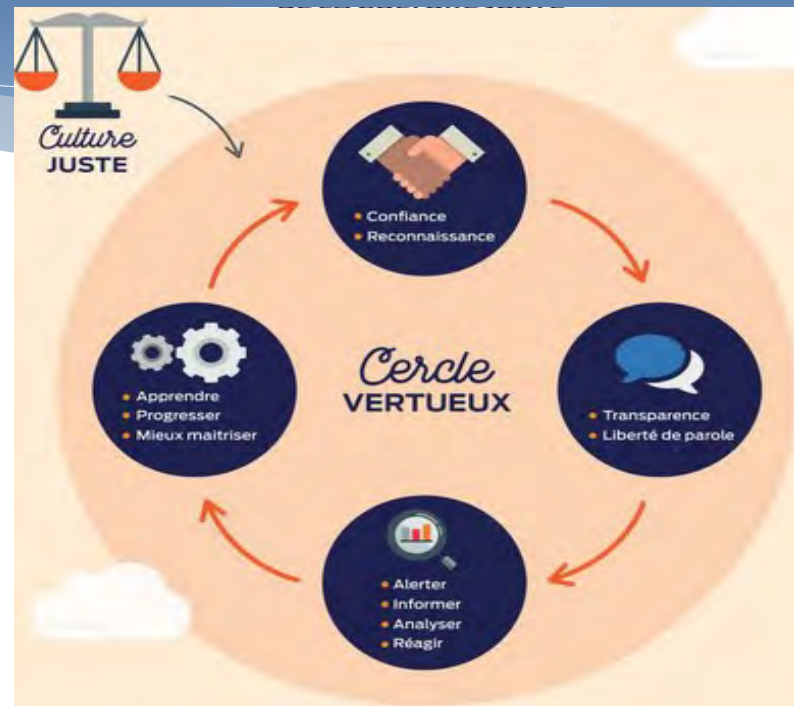 Culture
JUSTE
• Confiance
• Reconnaissance
Cercle
VERTUEUX
• Transparence
• Liberté de parole
• Apprendre
• Progresser
• Mieux maitriser
• Alerter
• Informer
• Analyser
• Réagir